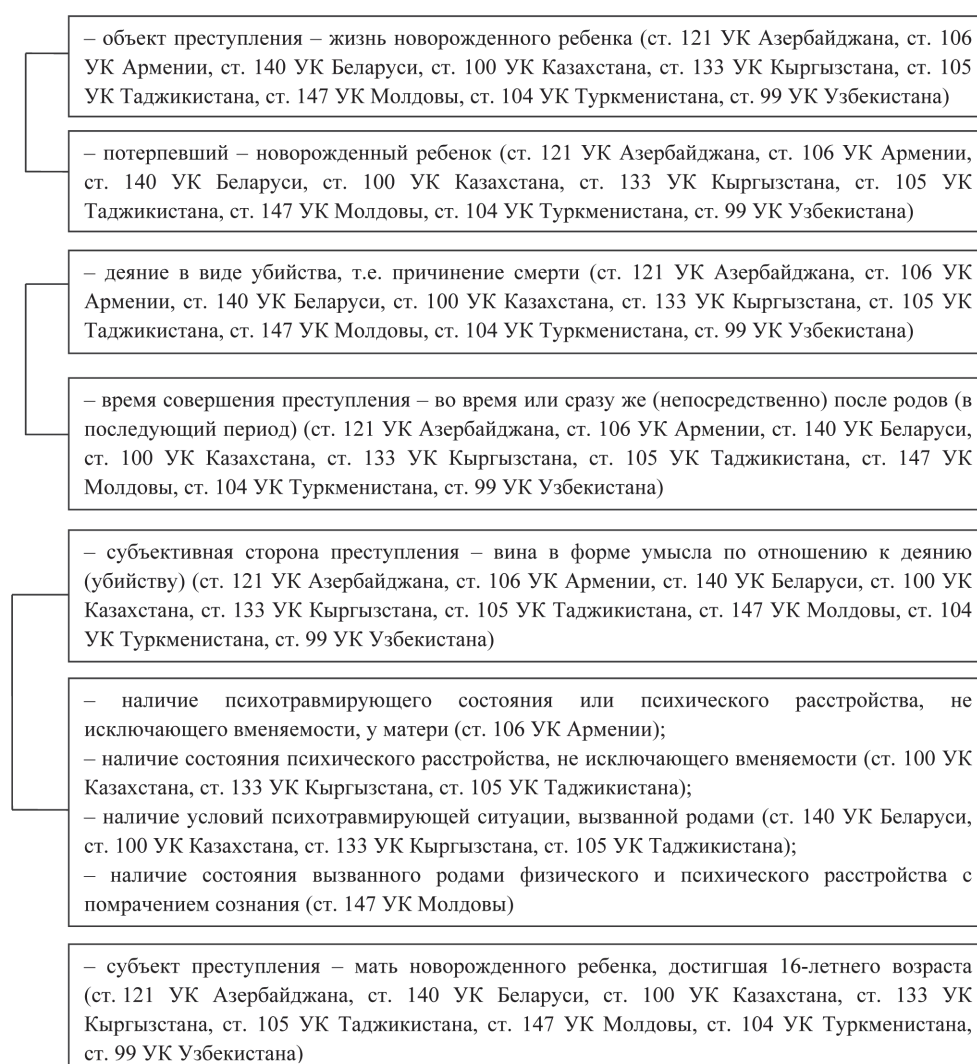 – объект преступления – жизнь новорожденного ребенка (ст. 121 УК Азербайджана, ст. 106
УК Армении, ст. 140 УК Беларуси, ст. 100 УК Казахстана, ст. 133 УК Кыргызстана, ст. 105
УК Таджикистана, ст. 147 УК Молдовы, ст. 104 УК Туркменистана, ст. 99 УК Узбекистана)
– потерпевший – новорожденный ребенок (ст. 121 УК Азербайджана, ст. 106 УК Армении,
ст. 140 УК Беларуси, ст. 100 УК Казахстана, ст. 133 УК Кыргызстана, ст. 105 УК
Таджикистана, ст. 147 УК Молдовы, ст. 104 УК Туркменистана, ст. 99 УК Узбекистана)
– деяние в виде убийства, т.е. причинение смерти (ст. 121 УК Азербайджана, ст. 106 УК
Армении, ст. 140 УК Беларуси, ст. 100 УК Казахстана, ст. 133 УК Кыргызстана, ст. 105 УК
Таджикистана, ст. 147 УК Молдовы, ст. 104 УК Туркменистана, ст. 99 УК Узбекистана)
– время совершения преступления – во время или сразу же (непосредственно) после родов (в
последующий период) (ст. 121 УК Азербайджана, ст. 106 УК Армении, ст. 140 УК Беларуси,
ст. 100 УК Казахстана, ст. 133 УК Кыргызстана, ст. 105 УК Таджикистана, ст. 147 УК
Молдовы, ст. 104 УК Туркменистана, ст. 99 УК Узбекистана)
– субъективная сторона преступления – вина в форме умысла по отношению к деянию
(убийству) (ст. 121 УК Азербайджана, ст. 106 УК Армении, ст. 140 УК Беларуси, ст. 100 УК
Казахстана, ст. 133 УК Кыргызстана, ст. 105 УК Таджикистана, ст. 147 УК Молдовы, ст. 104
УК Туркменистана, ст. 99 УК Узбекистана)
– наличие психотравмирующего состояния или психического расстройства, не
исключающего вменяемости, у матери (ст. 106 УК Армении);
– наличие состояния психического расстройства, не исключающего вменяемости (ст. 100 УК
Казахстана, ст. 133 УК Кыргызстана, ст. 105 УК Таджикистана);
– наличие условий психотравмирующей ситуации, вызванной родами (ст. 140 УК Беларуси,
ст. 100 УК Казахстана, ст. 133 УК Кыргызстана, ст. 105 УК Таджикистана);
– наличие состояния вызванного родами физического и психического расстройства с
помрачением сознания (ст. 147 УК Молдовы)
– субъект преступления – мать новорожденного ребенка, достигшая 16-летнего возраста
(ст. 121 УК Азербайджана, ст. 140 УК Беларуси, ст. 100 УК Казахстана, ст. 133 УК
Кыргызстана, ст. 105 УК Таджикистана, ст. 147 УК Молдовы, ст. 104 УК Туркменистана,
ст. 99 УК Узбекистана)